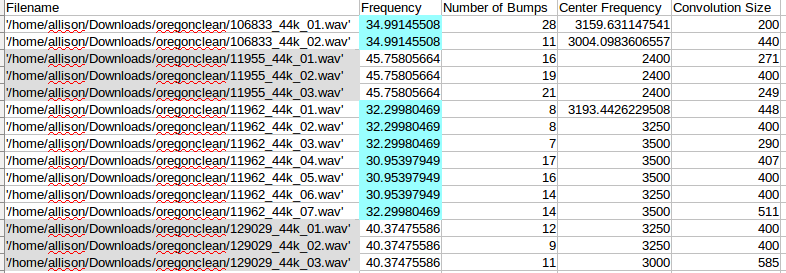 Filename Frequency Number of Bumps Center Frequency Convolution Size
'/home/allison/Downloads/oregonclean/106833_44k_01.wav' 34.99145508 28 3159.631147541 200
'/home/allison/Downloads/oregonclean/106833_44k_02.wav' 34.99145508 11 3004.0983606557 440
'/home/allison/Downloads/oregonclean/11955_44k_01.wav' 45.75805664 16 2400 271
'/home/allison/Downloads/oregonclean/11955_44k_02.wav' 45.75805664 19 2400 400
'/home/allison/Downloads/oregonclean/11955_44k_03.wav' 45.75805664 21 2400 249
'/home/allison/Downloads/oregonclean/11962_44k_01.wav' 32.29980469 8 3193.4426229508 448
'/home/allison/Downloads/oregonclean/11962_44k_02.wav' 32.29980469 8 3250 400
'/home/allison/Downloads/oregonclean/11962_44k_03.wav' 32.29980469 7 3500 290
'/home/allison/Downloads/oregonclean/11962_44k_04.wav' 30.95397949 17 3500 407
'/home/allison/Downloads/oregonclean/11962_44k_05.wav' 30.95397949 16 3500 400
'/home/allison/Downloads/oregonclean/11962_44k_06.wav' 30.95397949 14 3250 400
'/home/allison/Downloads/oregonclean/11962_44k_07.wav' 32.29980469 14 3500 511
'/home/allison/Downloads/oregonclean/129029_44k_01.wav' 40.37475586 12 3250 400
'/home/allison/Downloads/oregonclean/129029_44k_02.wav' 40.37475586 9 3250 400
'/home/allison/Downloads/oregonclean/129029_44k_03.wav' 40.37475586 11 3000 585